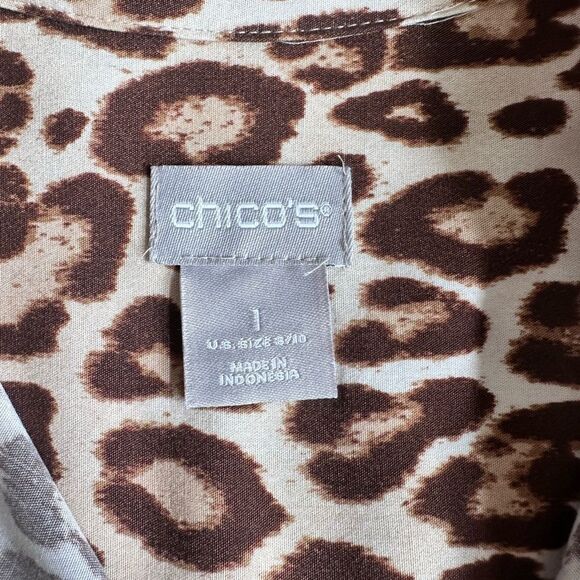 chico's®
1
U.S. SIZE 8/10
MADE IN
INDONESIA